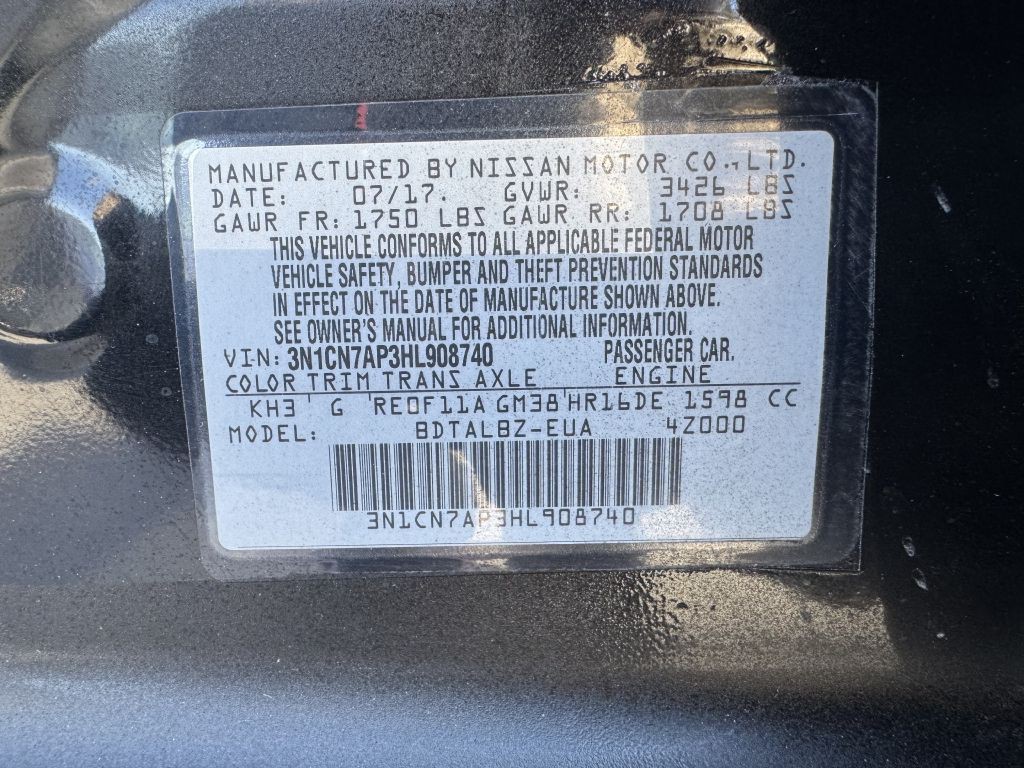 MANUFACTURED BY NISSAN MOTOR CO., LTD.
DATE: 07/17. GVWR: 3426 LBS
GAWR FR: 1750 LBS GAWR RR: 1708 LBS
THIS VEHICLE CONFORMS TO ALL APPLICABLE FEDERAL MOTOR
VEHICLE SAFETY, BUMPER AND THEFT PREVENTION STANDARDS
IN EFFECT ON THE DATE OF MANUFACTURE SHOWN ABOVE.
SEE OWNER'S MANUAL FOR ADDITIONAL INFORMATION.
VIN: 3N1CN7AP3HL908740 PASSENGER CAR.
COLOR TRIM TRANS AXLE ENGINE
KH3 G RE0F11A GM38 HR16DE 1598 CC
MODEL: BDTALBZ-EUA 4Z000
3N1CN7AP3HL908740